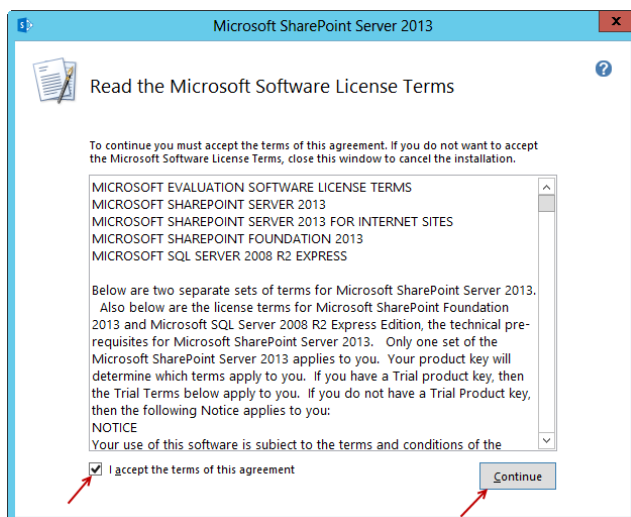 Microsoft SharePoint Server 2013
x
Read the Microsoft Software License Terms
?
To continue you must accept the terms of this agreement. If you do not want to accept
the Microsoft Software License Terms, close this window to cancel the installation.
MICROSOFT EVALUATION SOFTWARE LICENSE TERMS
MICROSOFT SHAREPOINT SERVER 2013
MICROSOFT SHAREPOINT SERVER 2013 FOR INTERNET SITES
MICROSOFT SHAREPOINT FOUNDATION 2013
MICROSOFT SQL SERVER 2008 R2 EXPRESS
Below are two separate sets of terms for Microsoft SharePoint Server 2013.
Also below are the license terms for Microsoft SharePoint Foundation
2013 and Microsoft SQL Server 2008 R2 Express Edition, the technical pre-
requisites for Microsoft SharePoint Server 2013. Only one set of the
Microsoft SharePoint Server 2013 applies to you. Your product key will
determine which terms apply to you. If you have a Trial product key, then
the Trial Terms below apply to you. If you do not have a Trial Product key,
then the following Notice applies to you:
NOTICE
Your use of this software is subject to the terms and conditions of the
I accept the terms of this agreement
Continue